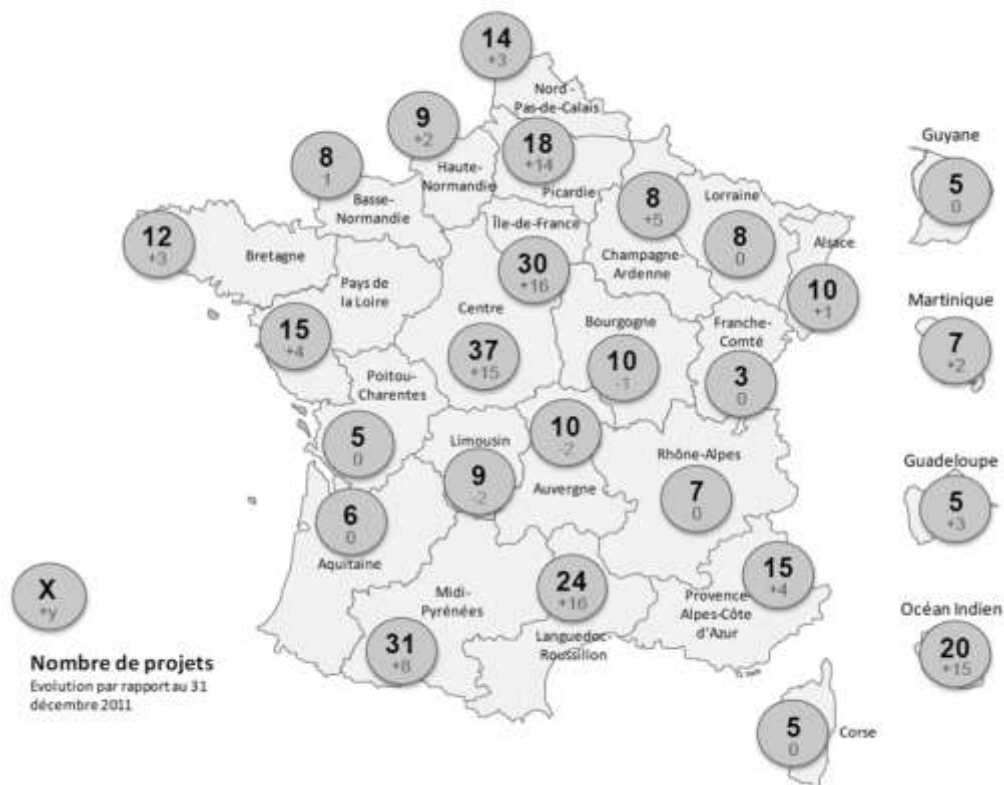 14
+3
Nord -
Pas-de-Calais
9
+2
Haute-
Normandie
18
+14
Picardie
8
1
Basse-
Normandie
8
+5
Champagne-
Ardenne
Lorraine
8
0
Alsace
10
+1
12
+3
Bretagne
Île-de-France
30
+16
Pays de
la Loire
15
+4
Centre
37
+15
Bourgogne
10
-1
Franche-
Comté
3
0
Poitou-
Charentes
5
0
Limousin
9
-2
10
-2
Auvergne
Rhône-Alpes
7
0
6
0
Aquitaine
Midi-
Pyrénées
31
+8
24
+16
Languedoc-
Roussillon
15
+4
Provence-
Alpes-Côte
d'Azur
5
0
Corse
Guyane
5
0
Martinique
7
+2
Guadeloupe
5
+3
Océan Indien
20
+15
X
+y
Nombre de projets
Evolution par rapport au 31
décembre 2011